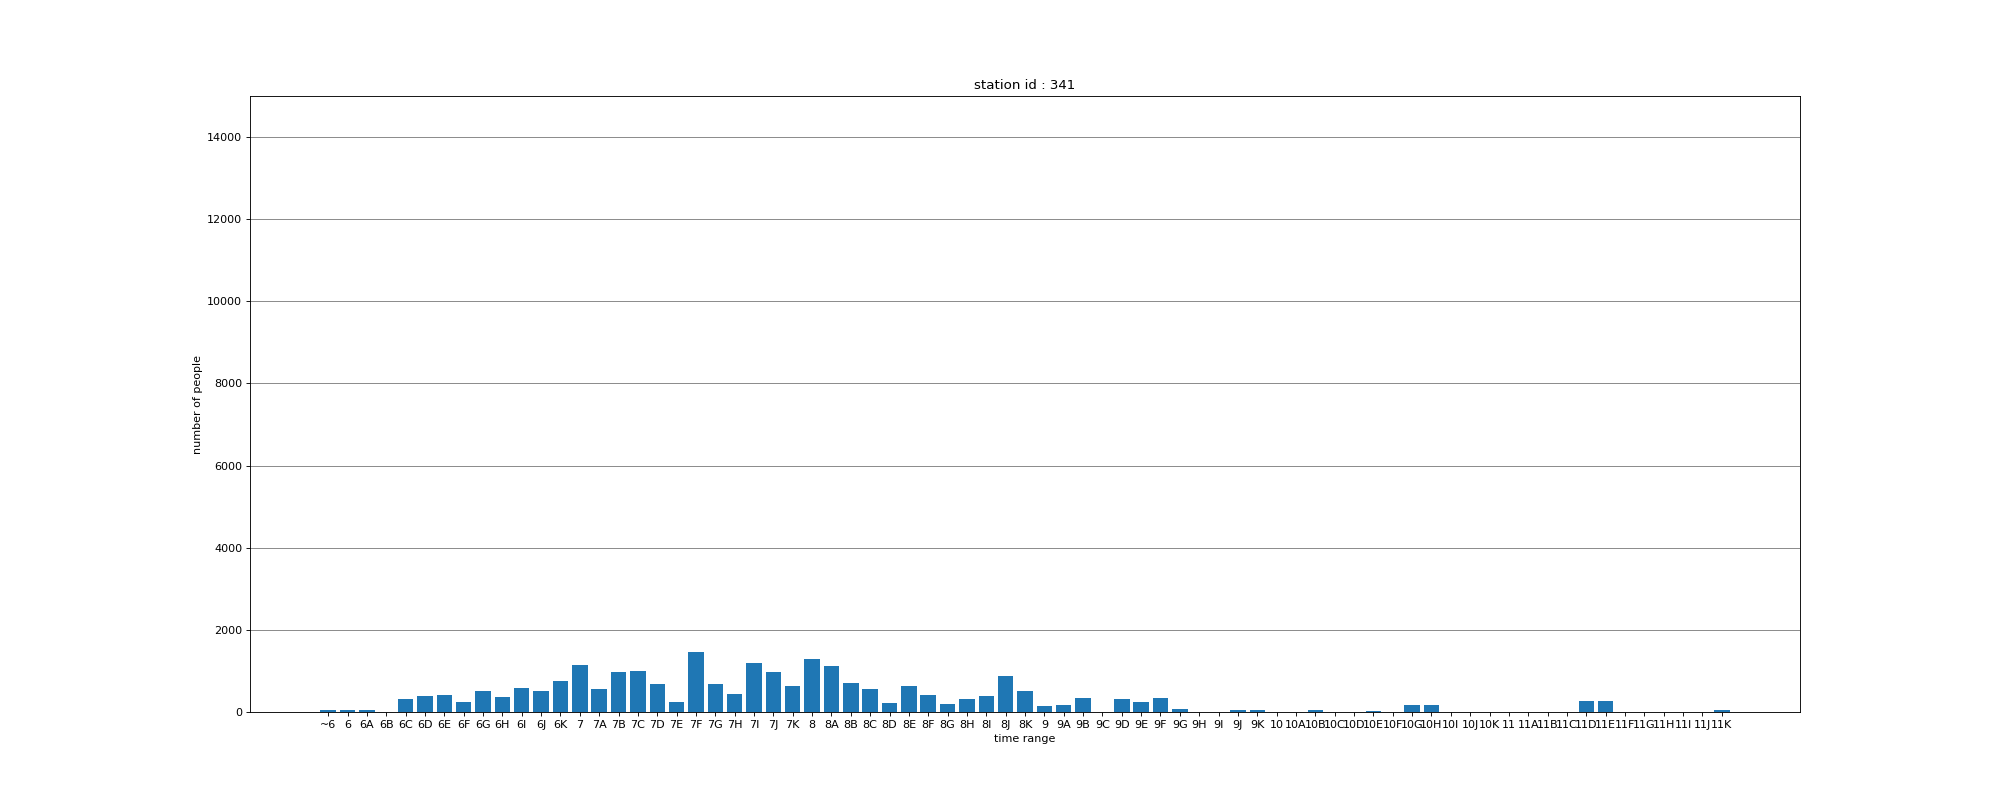 station id : 341
14000
12000
10000
8000
6000
4000
2000
0
number of people
~6 6 6A 6B 6C 6D 6E 6F 6G 6H 6I 6J 6K 7 7A 7B 7C 7D 7E 7F 7G 7H 7I 7J 7K 8 8A 8B 8C 8D 8E 8F 8G 8H 8I 8J 8K 9 9A 9B 9C 9D 9E 9F 9G 9H 9I 9J 9K 10 10A 10B 10C 10D 10E 10F 10G 10H 10I 10J 10K 11 11A 11B 11C 11D 11E 11F 11G 11H 11I 11J 11K
time range